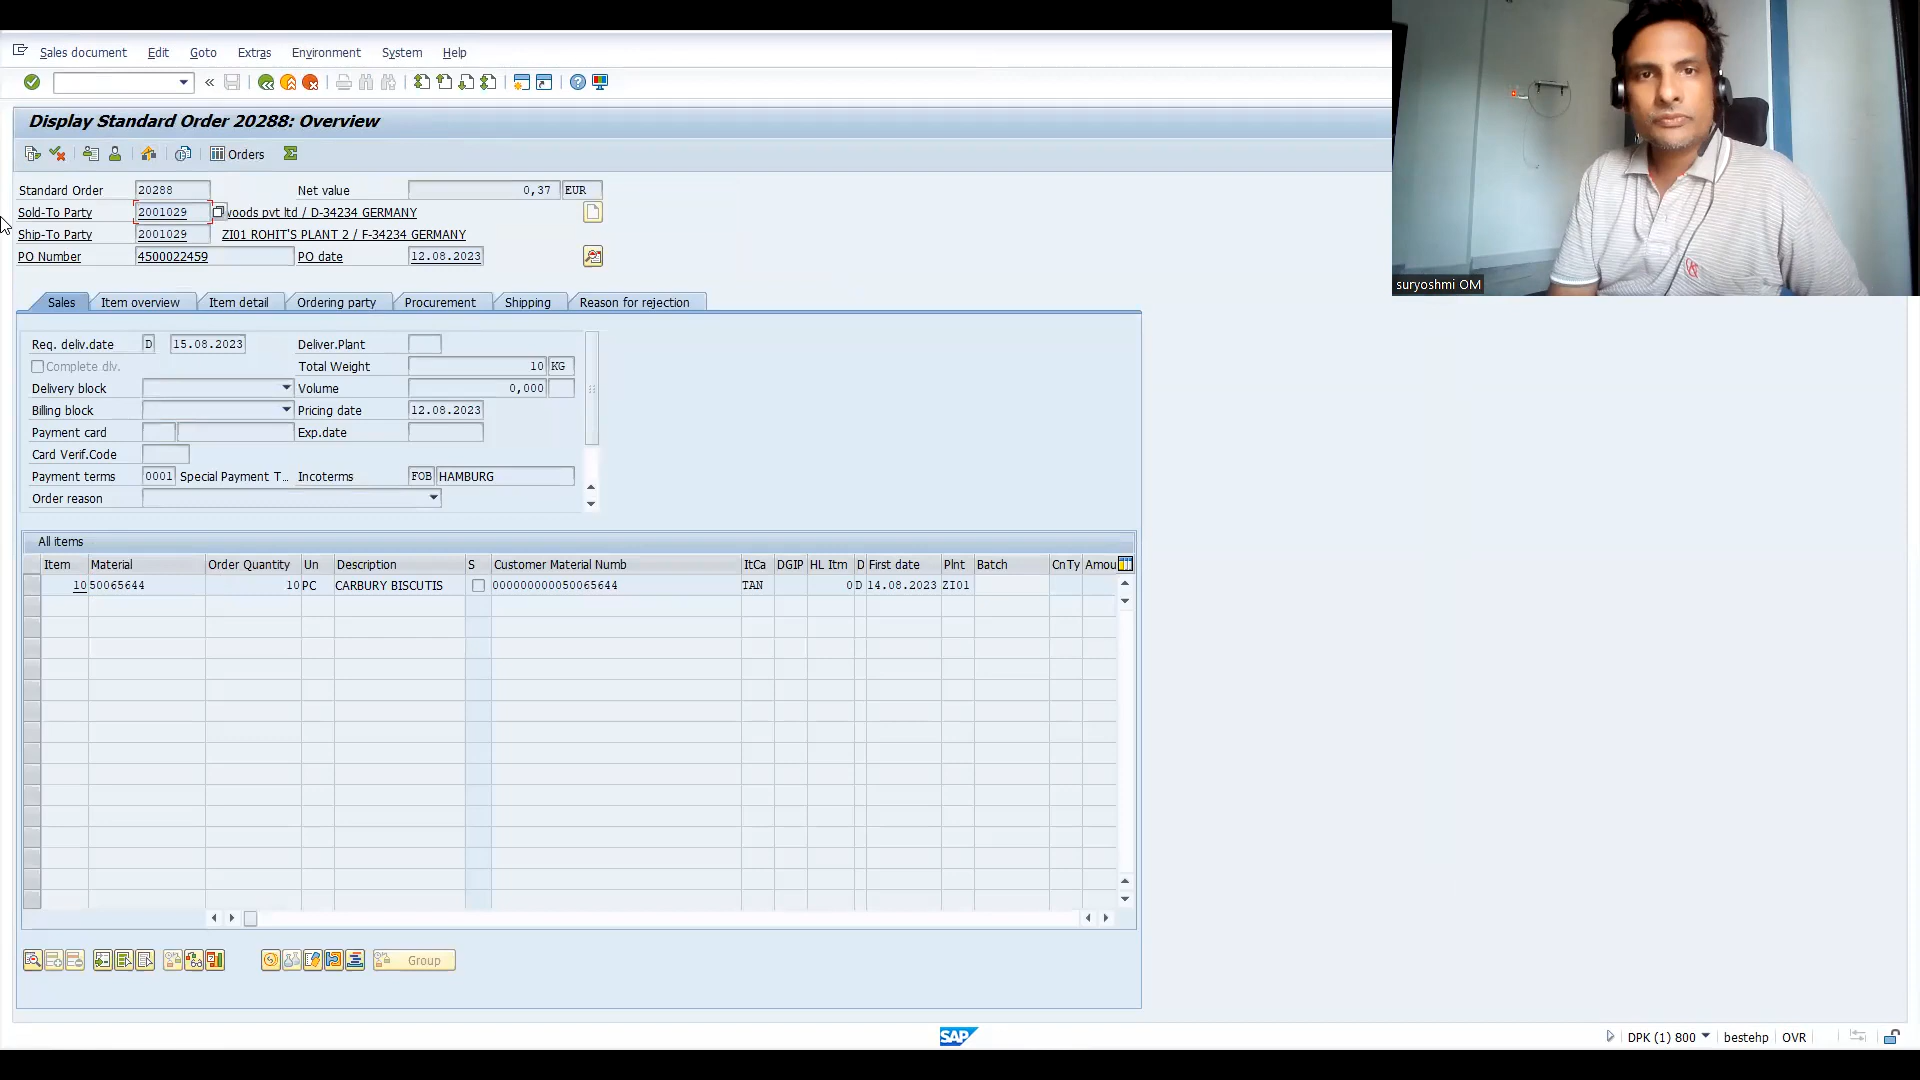 Sales document Edit Goto Extras Environment System Help
Display Standard Order 20288: Overview
Orders
Standard Order 20288 Net value 0,37 EUR
Sold-To Party 2001029 woods pvt ltd / D-34234 GERMANY
Ship-To Party 2001029 ZI01 ROHIT'S PLANT 2 / F-34234 GERMANY
PO Number 4500022459 PO date 12.08.2023
Sales Item overview Item detail Ordering party Procurement Shipping Reason for rejection
Req. deliv.date D 15.08.2023 Deliver.Plant
Complete dlv. Total Weight 10 KG
Delivery block Volume 0,000
Billing block Pricing date 12.08.2023
Payment card Exp.date
Card Verif.Code
Payment terms 0001 Special Payment T... Incoterms FOB HAMBURG
Order reason
All items
Item Material Order Quantity Un Description S Customer Material Numb ItCa DGIP HL Itm D First date Plnt Batch CnTy Amou
10 50065644 10 PC CARBURY BISCUTIS 000000000050065644 TAN 0 D 14.08.2023 ZI01
Group
SAP
DPK (1) 800 bestehp OVR
suryoshmi OM